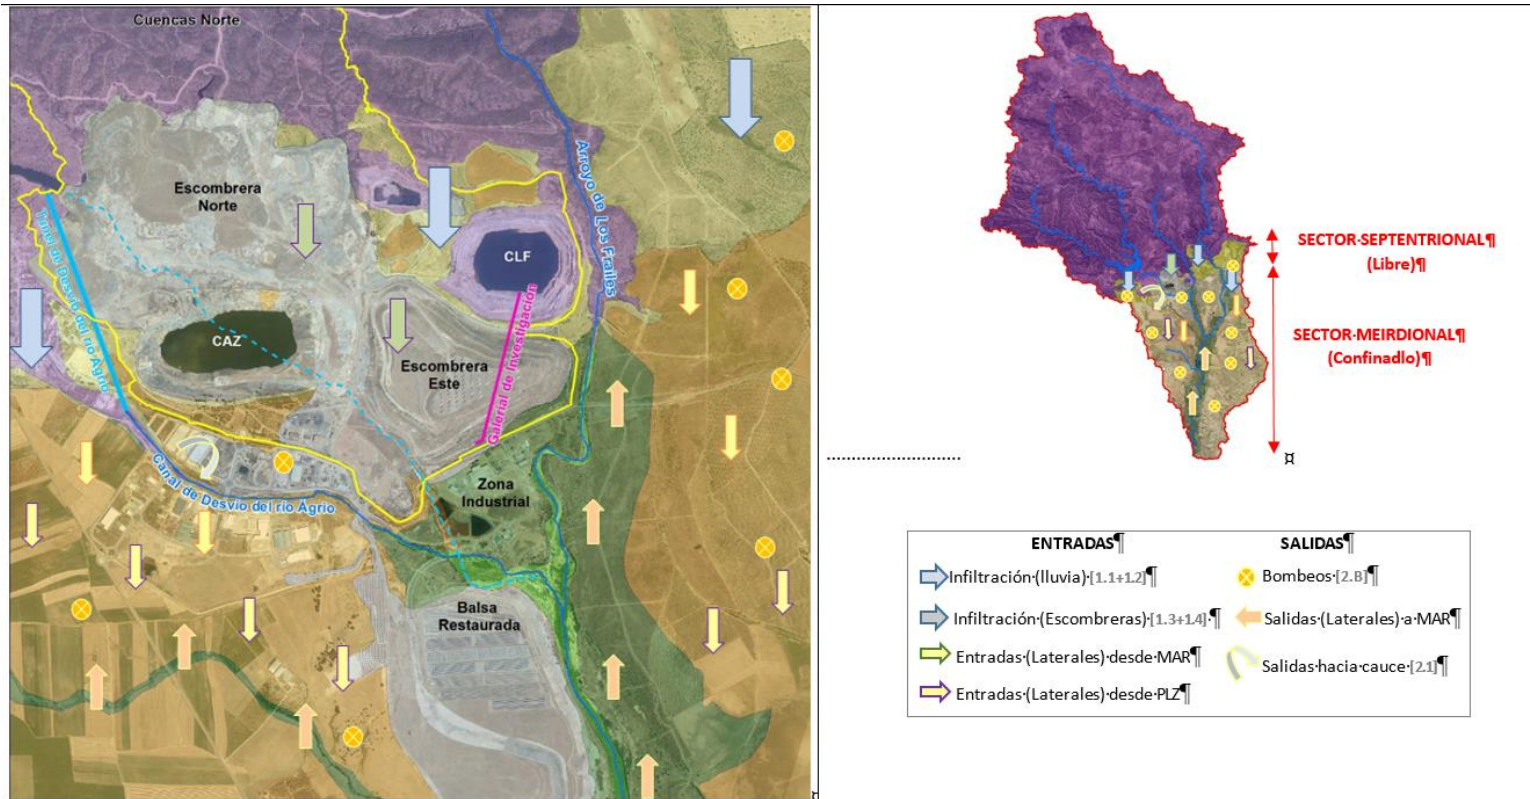 Cuencas Norte
Escombrera
Norte
Túnel de Desvío del río Agrio
CAZ
CLF
Arroyo de Los Frailes
Escombrera
Este
Galerial de Investigación
Canal de Desvío del río Agrio
Zona
Industrial
Balsa
Restaurada
¤
SECTOR·SEPTENTRIONAL¶
(Libre)¶
SECTOR·MEIRDIONAL¶
(Confinadlo)¶
¤
ENTRADAS¶
Infiltración·(lluvia)·[1.1+1.2]¶
Infiltración·(Escombreras)·[1.3+1.4]·¶
Entradas·(Laterales)·desde·MAR¶
Entradas·(Laterales)·desde·PLZ¶
SALIDAS¶
Bombeos·[2.B]¶
Salidas·(Laterales)·a·MAR¶
Salidas·hacia·cauce·[2.1]¶